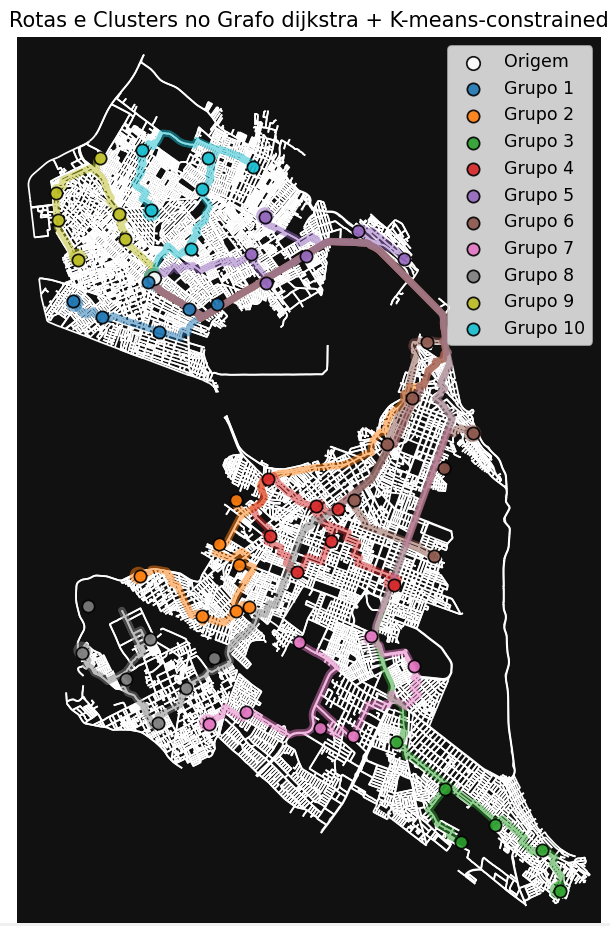 Rotas e Clusters no Grafo dijkstra + K-means-constrained
Origem
Grupo 1
Grupo 2
Grupo 3
Grupo 4
Grupo 5
Grupo 6
Grupo 7
Grupo 8
Grupo 9
Grupo 10